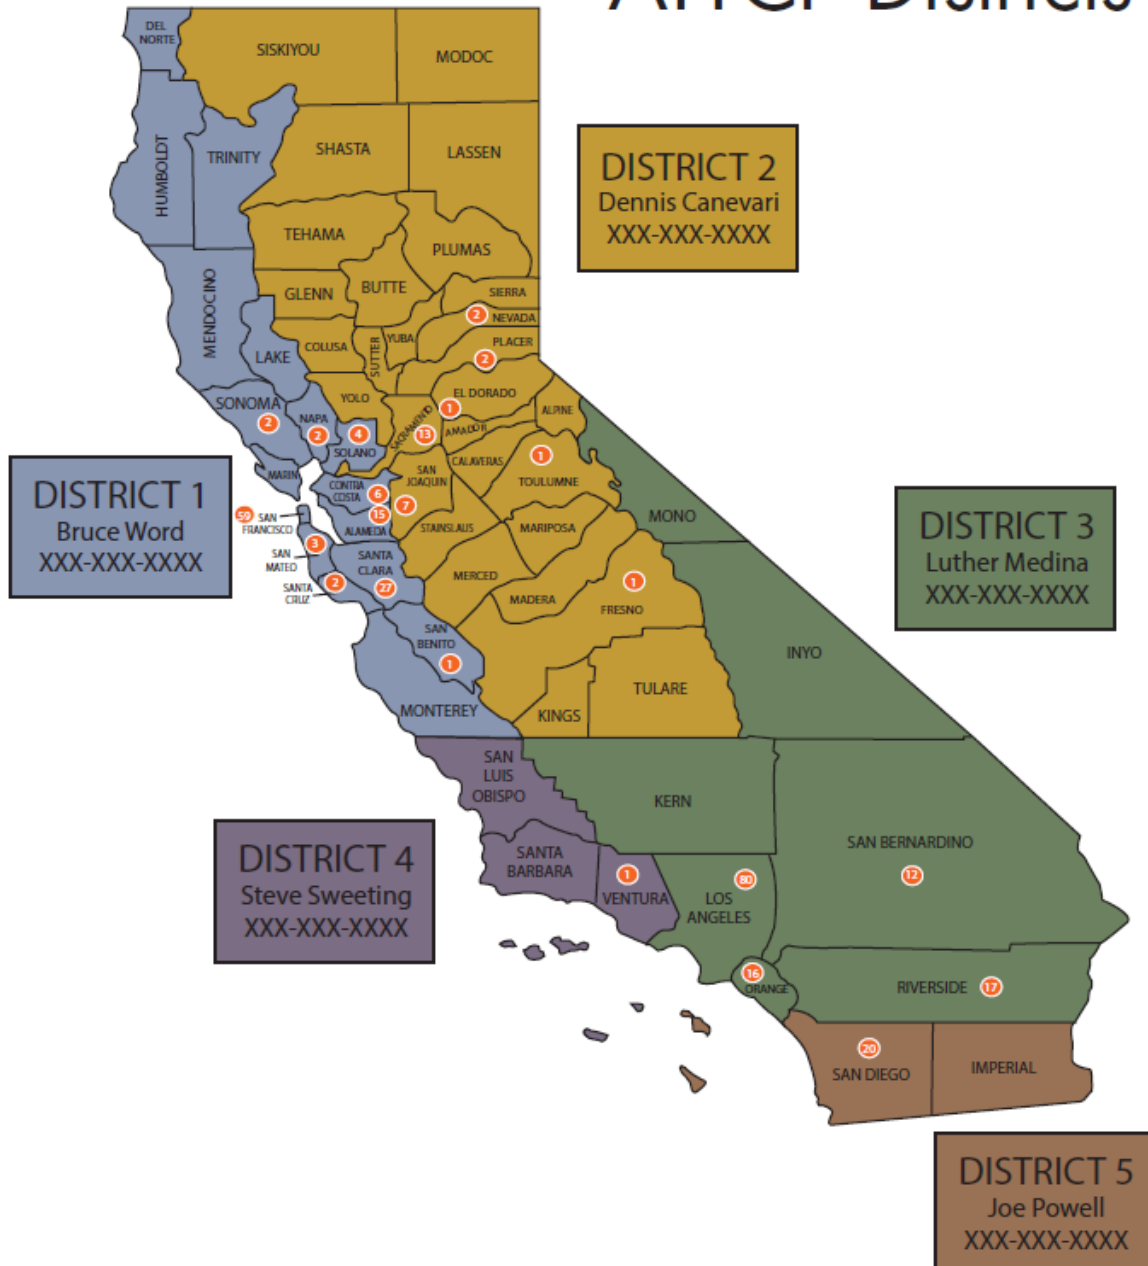 Districts
DEL
NORTE
SISKIYOU
MODOC
HUMBOLDT
TRINITY
SHASTA
LASSEN
DISTRICT 2
Dennis Canevari
XXX-XXX-XXXX
TEHAMA
PLUMAS
MENDOCINO
GLENN
BUTTE
SIERRA
2
NEVADA
LAKE
COLUSA
SUTTER
YUBA
PLACER
2
SONOMA
2
NAPA
2
YOLO
4
SOLANO
SACRAMENTO
13
EL DORADO
1
AMADOR
ALPINE
CALAVERAS
1
TOULUMNE
MARIN
CONTRA
COSTA
6
SAN
JOAQUIN
7
DISTRICT 1
Bruce Word
XXX-XXX-XXXX
59
SAN
FRANCISCO
15
ALAMEDA
STAINSLAUS
MARIPOSA
MONO
DISTRICT 3
Luther Medina
XXX-XXX-XXXX
3
SAN
MATEO
SANTA
CLARA
27
SANTA
CRUZ
2
MERCED
MADERA
1
FRESNO
SAN
BENITO
1
INYO
MONTEREY
KINGS
TULARE
SAN
LUIS
OBISPO
KERN
SAN BERNARDINO
12
DISTRICT 4
Steve Sweeting
XXX-XXX-XXXX
SANTA
BARBARA
1
VENTURA
80
LOS
ANGELES
16
ORANGE
RIVERSIDE
17
20
SAN DIEGO
IMPERIAL
DISTRICT 5
Joe Powell
XXX-XXX-XXXX